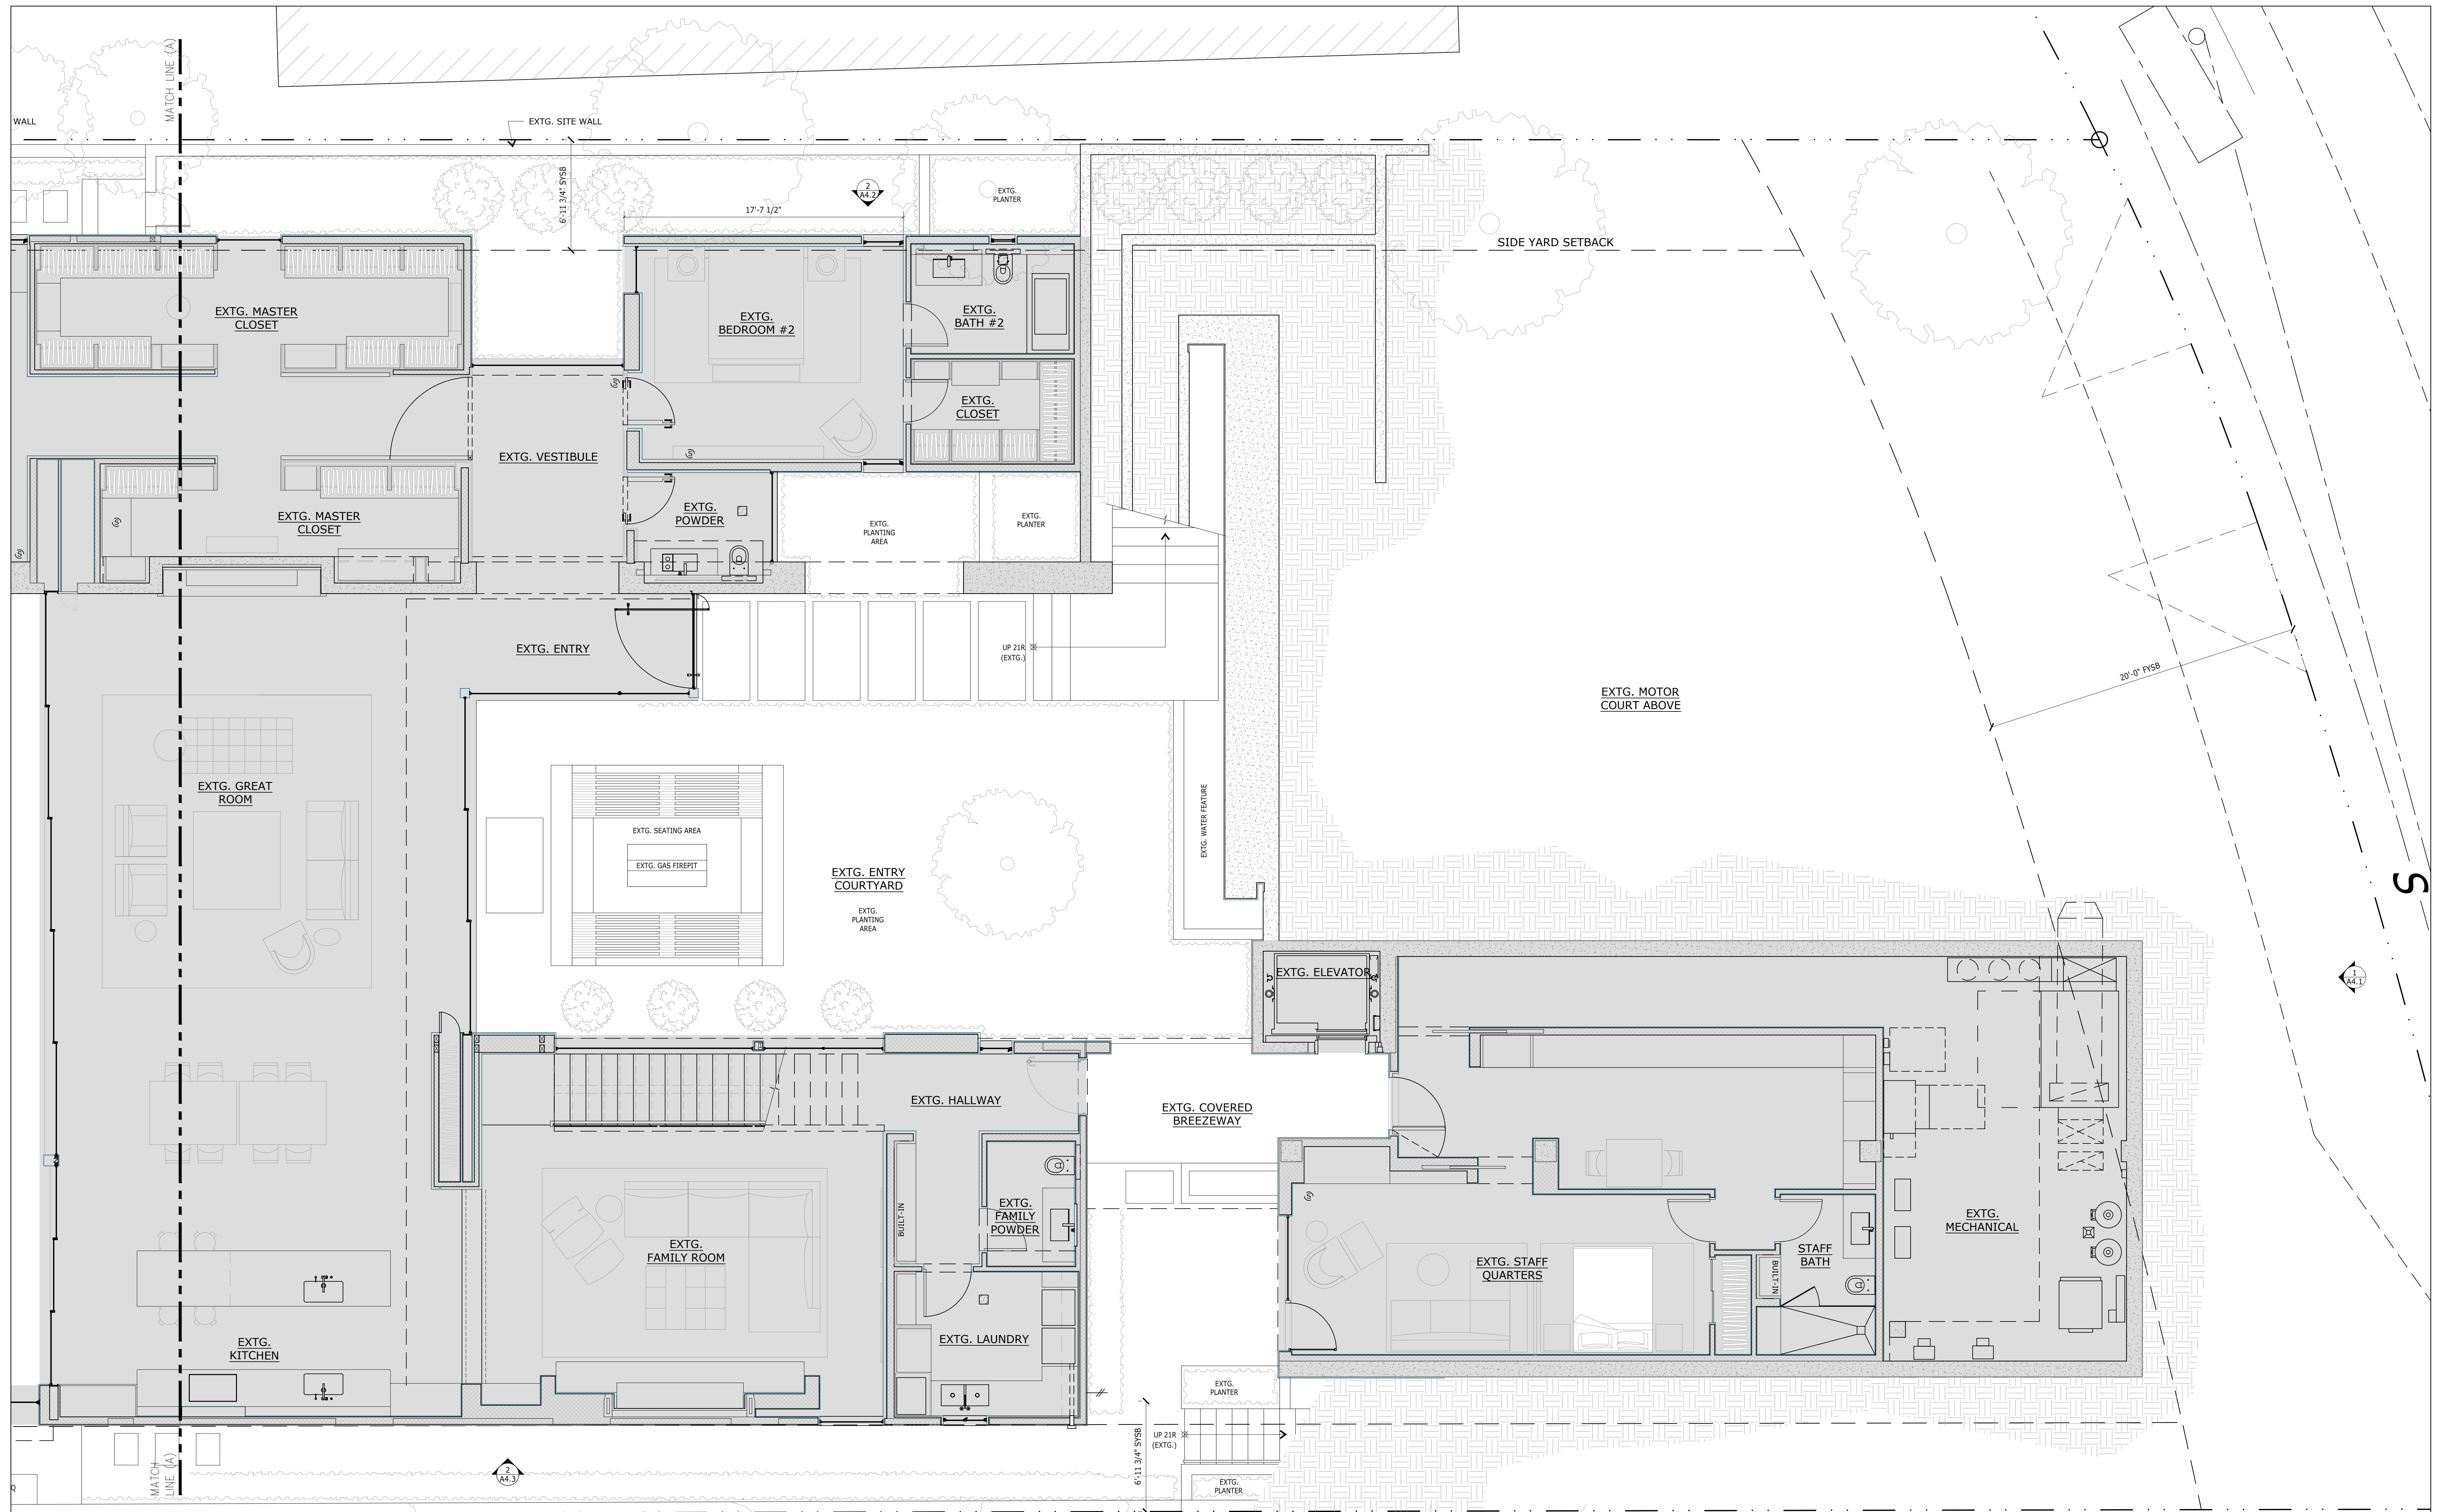 MATCH LINE (A)
WALL
EXTG. SITE WALL
6'-11 3/4" SYSB
17'-7 1/2"
2
A4.2
EXTG.
PLANTER
SIDE YARD SETBACK
EXTG. MASTER
CLOSET
EXTG.
BEDROOM #2
EXTG.
BATH #2
EXTG.
CLOSET
EXTG. VESTIBULE
EXTG. MASTER
CLOSET
EXTG.
POWDER
EXTG.
PLANTING
AREA
EXTG.
PLANTER
EXTG. ENTRY
UP 21R
(EXTG.)
20'-0" FYSB
EXTG. MOTOR
COURT ABOVE
EXTG. GREAT
ROOM
EXTG. SEATING AREA
EXTG. GAS FIREPIT
EXTG. WATER FEATURE
EXTG. ENTRY
COURTYARD
EXTG.
PLANTING
AREA
S
EXTG. ELEVATOR
1
A4.1
EXTG. HALLWAY
EXTG. COVERED
BREEZEWAY
BUILT-IN
EXTG.
FAMILY
POWDER
EXTG.
FAMILY ROOM
EXTG. STAFF
QUARTERS
STAFF
BATH
BUILT-IN
EXTG.
MECHANICAL
EXTG.
KITCHEN
EXTG. LAUNDRY
EXTG.
PLANTER
UP 21R
(EXTG.)
6'-11 3/4" SYSB
MATCH
LINE (A)
2
A4.3
EXTG.
PLANTER
Q